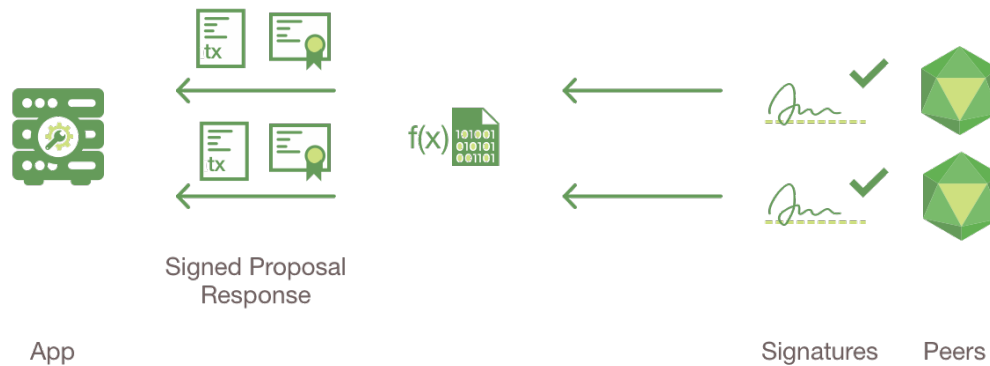 tx
tx
f(x)
101001
010101
001101
Signed Proposal
Response
App
Signatures
Peers